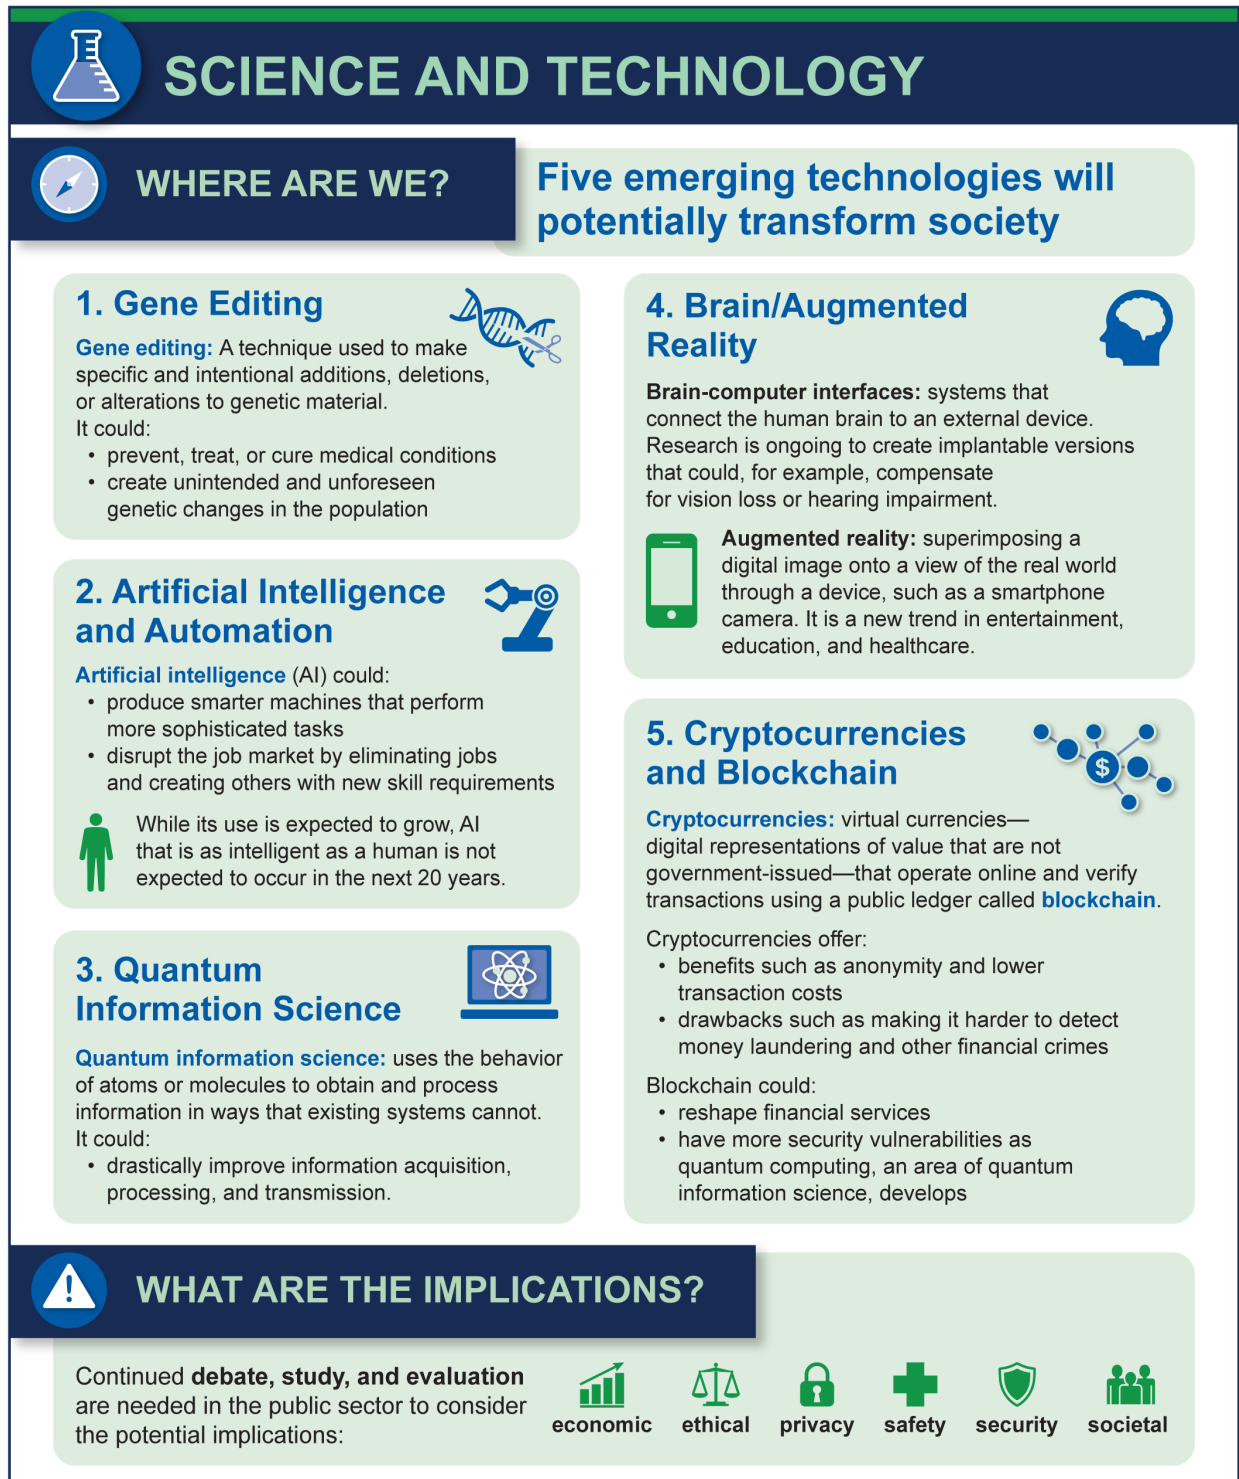 SCIENCE AND TECHNOLOGY
WHERE ARE WE?
Five emerging technologies will
potentially transform society
1. Gene Editing
Gene editing: A technique used to make
specific and intentional additions, deletions,
or alterations to genetic material.
It could:
• prevent, treat, or cure medical conditions
• create unintended and unforeseen
genetic changes in the population
2. Artificial Intelligence
and Automation
Artificial intelligence (AI) could:
• produce smarter machines that perform
more sophisticated tasks
• disrupt the job market by eliminating jobs
and creating others with new skill requirements
While its use is expected to grow, AI
that is as intelligent as a human is not
expected to occur in the next 20 years.
3. Quantum
Information Science
Quantum information science: uses the behavior
of atoms or molecules to obtain and process
information in ways that existing systems cannot.
It could:
• drastically improve information acquisition,
processing, and transmission.
4. Brain/Augmented
Reality
Brain-computer interfaces: systems that
connect the human brain to an external device.
Research is ongoing to create implantable versions
that could, for example, compensate
for vision loss or hearing impairment.
Augmented reality: superimposing a
digital image onto a view of the real world
through a device, such as a smartphone
camera. It is a new trend in entertainment,
education, and healthcare.
5. Cryptocurrencies
and Blockchain
$
Cryptocurrencies: virtual currencies—
digital representations of value that are not
government-issued—that operate online and verify
transactions using a public ledger called blockchain.
Cryptocurrencies offer:
• benefits such as anonymity and lower
transaction costs
• drawbacks such as making it harder to detect
money laundering and other financial crimes
Blockchain could:
• reshape financial services
• have more security vulnerabilities as
quantum computing, an area of quantum
information science, develops
WHAT ARE THE IMPLICATIONS?
Continued debate, study, and evaluation
are needed in the public sector to consider
the potential implications:
economic ethical privacy safety security societal